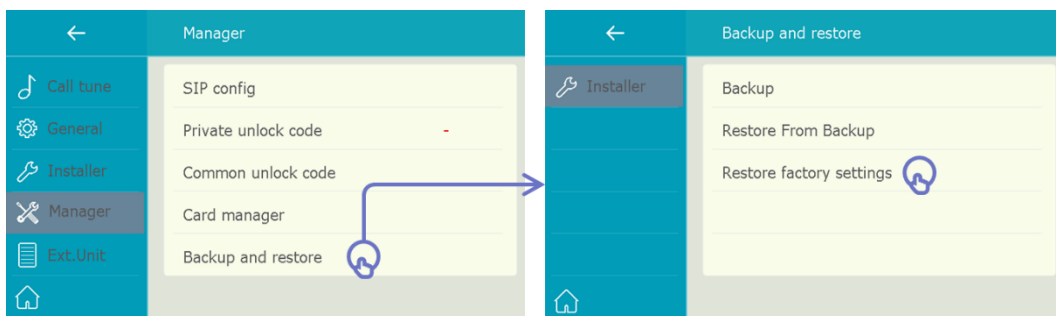 Manager
Call tune
General
Installer
Manager
Ext.Unit
SIP config
Private unlock code -
Common unlock code
Card manager
Backup and restore
Backup and restore
Installer
Backup
Restore From Backup
Restore factory settings